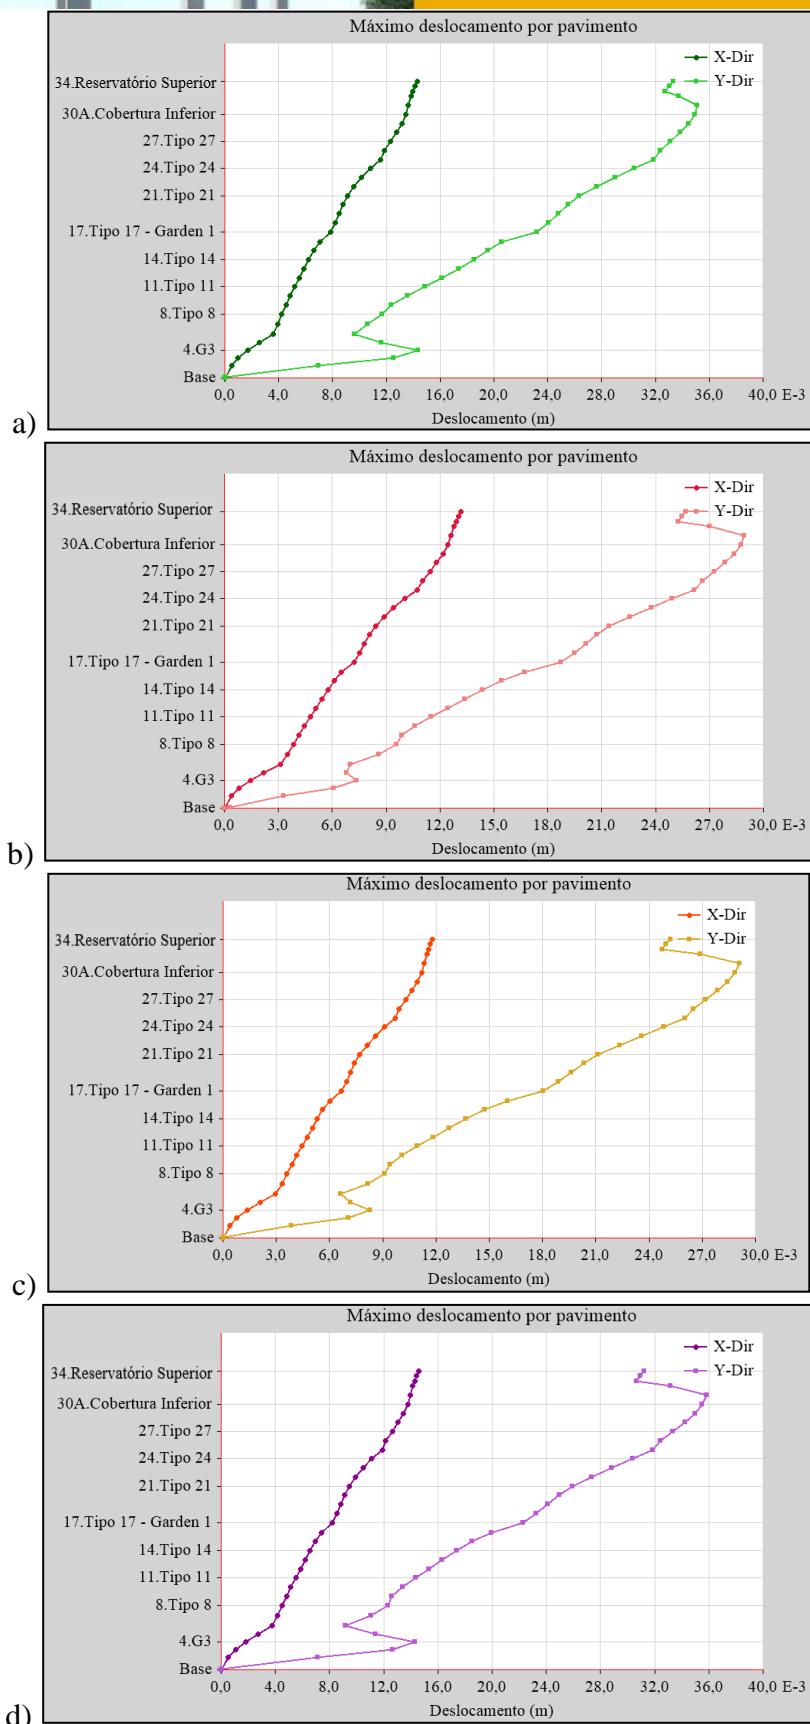 Máximo deslocamento por pavimento
X-Dir
Y-Dir
34.Reservatório Superior
30A.Cobertura Inferior
27.Tipo 27
24.Tipo 24
21.Tipo 21
17.Tipo 17 - Garden 1
14.Tipo 14
11.Tipo 11
8.Tipo 8
4.G3
Base
0,0 4,0 8,0 12,0 16,0 20,0 24,0 28,0 32,0 36,0 40,0 E-3
Deslocamento (m)
a)
Máximo deslocamento por pavimento
X-Dir
Y-Dir
34.Reservatório Superior
30A.Cobertura Inferior
27.Tipo 27
24.Tipo 24
21.Tipo 21
17.Tipo 17 - Garden 1
14.Tipo 14
11.Tipo 11
8.Tipo 8
4.G3
Base
0,0 3,0 6,0 9,0 12,0 15,0 18,0 21,0 24,0 27,0 30,0 E-3
Deslocamento (m)
b)
Máximo deslocamento por pavimento
X-Dir
Y-Dir
34.Reservatório Superior
30A.Cobertura Inferior
27.Tipo 27
24.Tipo 24
21.Tipo 21
17.Tipo 17 - Garden 1
14.Tipo 14
11.Tipo 11
8.Tipo 8
4.G3
Base
0,0 3,0 6,0 9,0 12,0 15,0 18,0 21,0 24,0 27,0 30,0 E-3
Deslocamento (m)
c)
Máximo deslocamento por pavimento
X-Dir
Y-Dir
34.Reservatório Superior
30A.Cobertura Inferior
27.Tipo 27
24.Tipo 24
21.Tipo 21
17.Tipo 17 - Garden 1
14.Tipo 14
11.Tipo 11
8.Tipo 8
4.G3
Base
0,0 4,0 8,0 12,0 16,0 20,0 24,0 28,0 32,0 36,0 40,0 E-3
Deslocamento (m)
d)